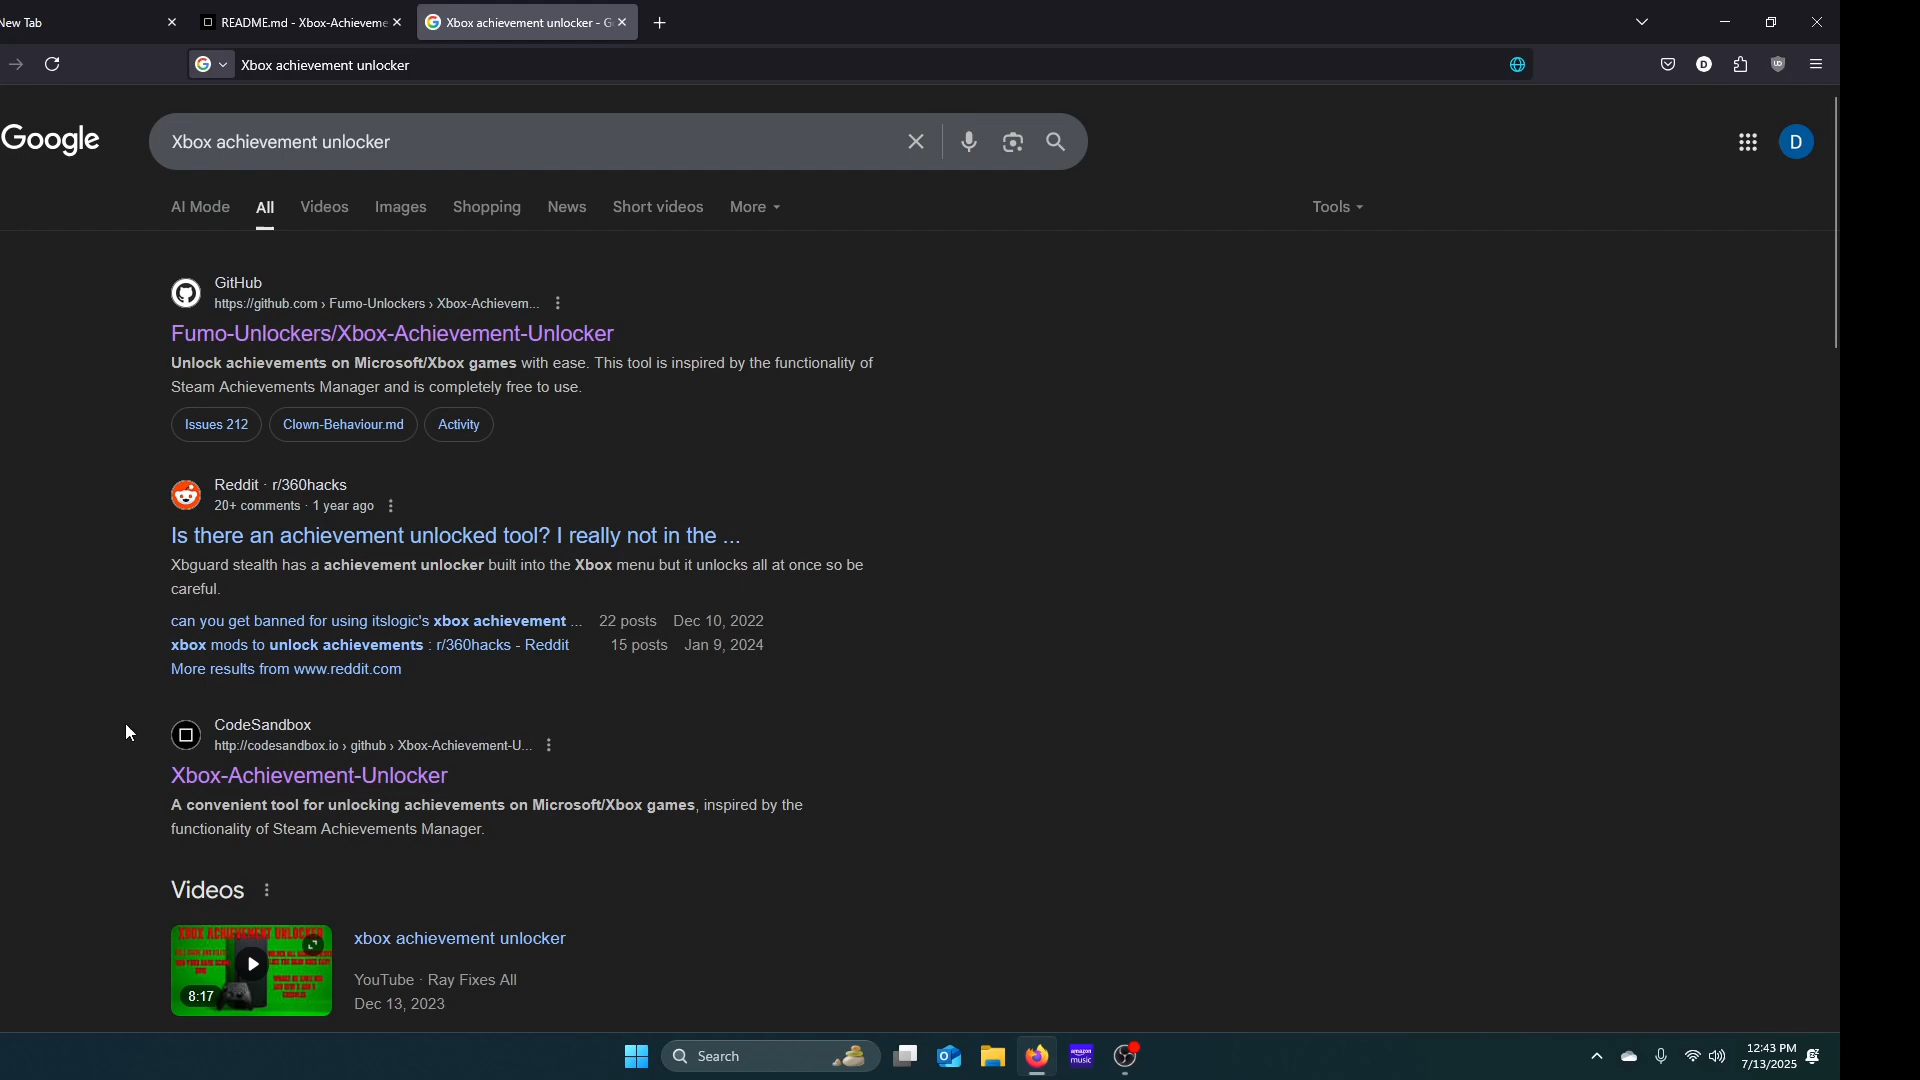 New Tab
README.md - Xbox-Achieveme
Xbox achievement unlocker - G
Xbox achievement unlocker
D
Google
Xbox achievement unlocker
D
AI Mode
All
Videos
Images
Shopping
News
Short videos
More
Tools
GitHub
https://github.com › Fumo-Unlockers › Xbox-Achievem...
Fumo-Unlockers/Xbox-Achievement-Unlocker
Unlock achievements on Microsoft/Xbox games with ease. This tool is inspired by the functionality of
Steam Achievements Manager and is completely free to use.
Issues 212
Clown-Behaviour.md
Activity
Reddit · r/360hacks
20+ comments · 1 year ago
Is there an achievement unlocked tool? I really not in the ...
Xbguard stealth has a achievement unlocker built into the Xbox menu but it unlocks all at once so be
careful.
can you get banned for using itslogic's xbox achievement ... 22 posts Dec 10, 2022
xbox mods to unlock achievements : r/360hacks - Reddit 15 posts Jan 9, 2024
More results from www.reddit.com
CodeSandbox
http://codesandbox.io › github › Xbox-Achievement-U...
Xbox-Achievement-Unlocker
A convenient tool for unlocking achievements on Microsoft/Xbox games, inspired by the
functionality of Steam Achievements Manager.
Videos
XBOX ACHIEVEMENT UNLOCKER
8:17
xbox achievement unlocker
YouTube · Ray Fixes All
Dec 13, 2023
Search
amazon
music
12:43 PM
7/13/2025